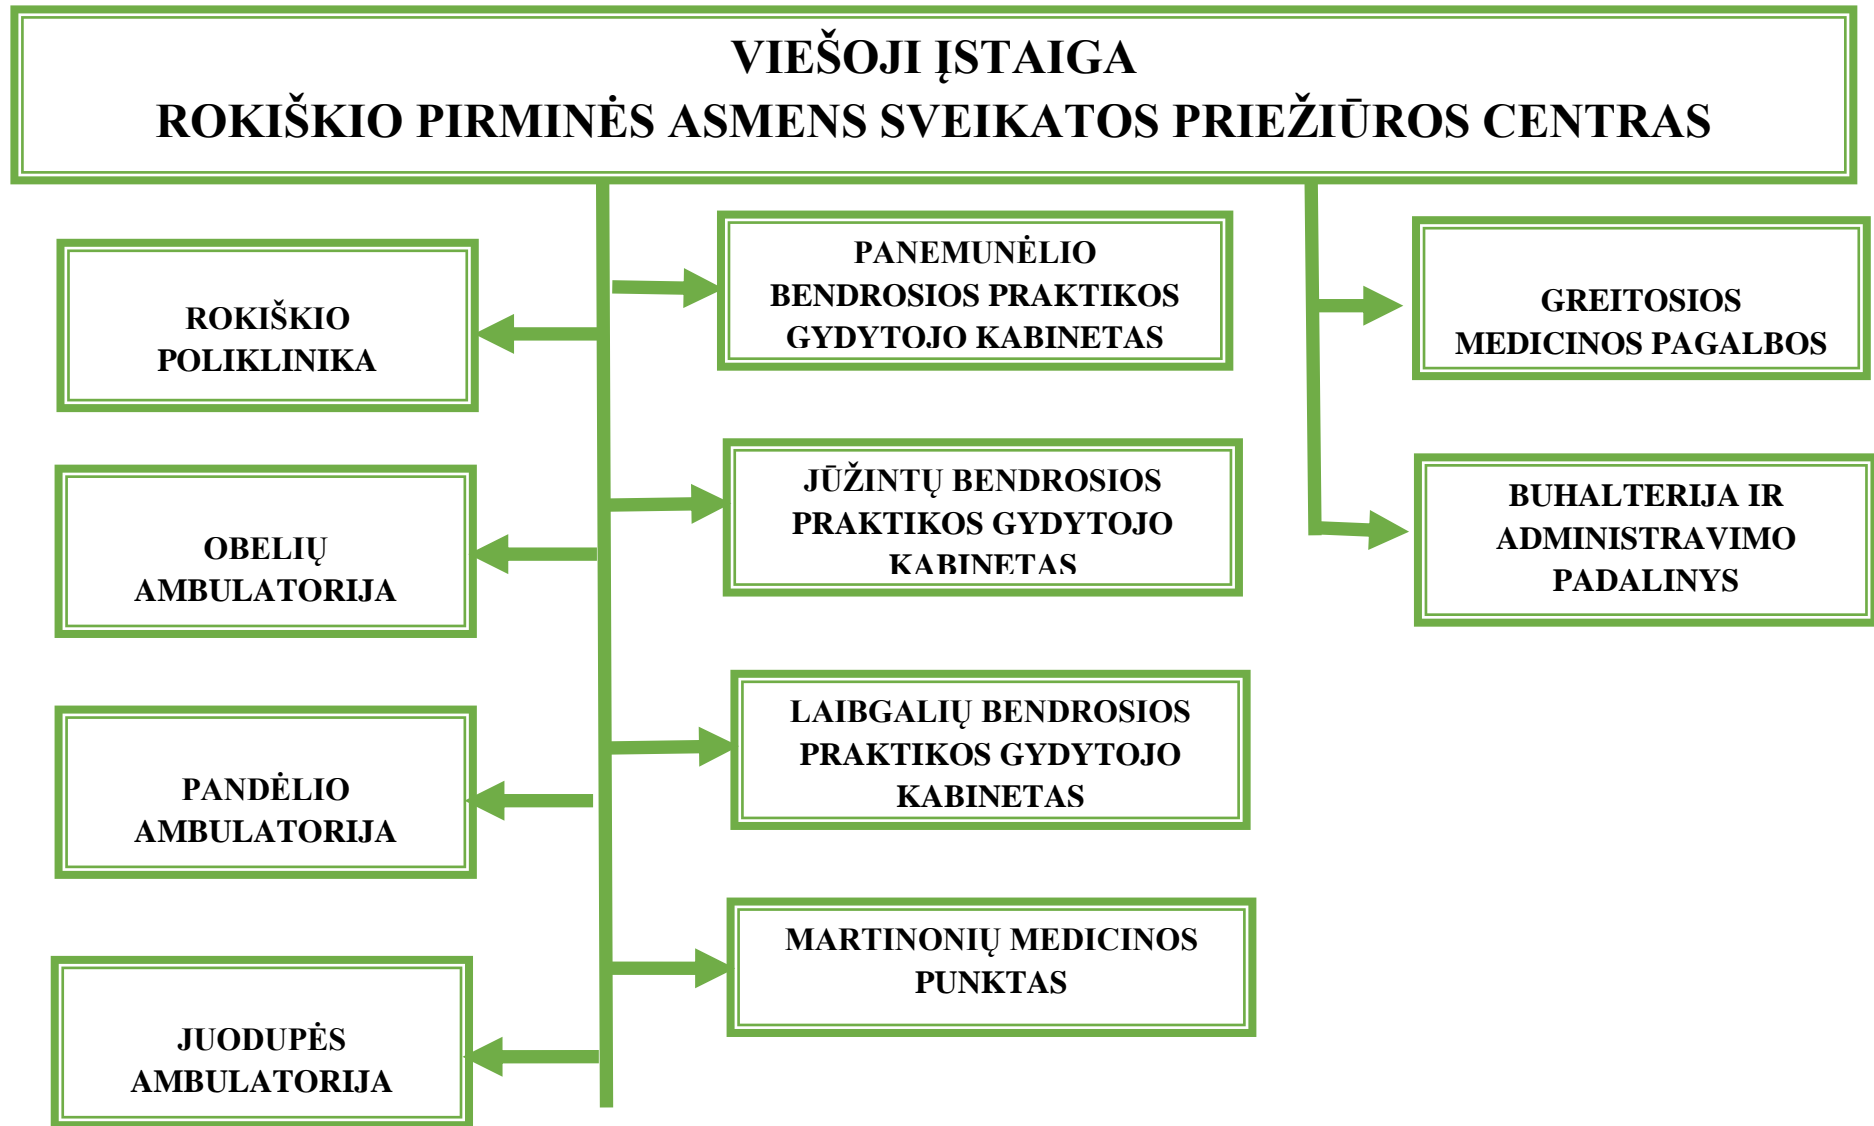 VIEŠOJI ĮSTAIGA
ROKIŠKIO PIRMINĖS ASMENS SVEIKATOS PRIEŽIŪROS CENTRAS
ROKIŠKIO
POLIKLINIKA
OBELIŲ
AMBULATORIJA
PANDĖLIO
AMBULATORIJA
JUODUPĖS
AMBULATORIJA
PANEMUNĖLIO
BENDROSIOS PRAKTIKOS
GYDYTOJO KABINETAS
JŪŽINTŲ BENDROSIOS
PRAKTIKOS GYDYTOJO
KABINETAS
LAIBGALIŲ BENDROSIOS
PRAKTIKOS GYDYTOJO
KABINETAS
MARTINONIŲ MEDICINOS
PUNKTAS
GREITOSIOS
MEDICINOS PAGALBOS
BUHALTERIJA IR
ADMINISTRAVIMO
PADALINYS